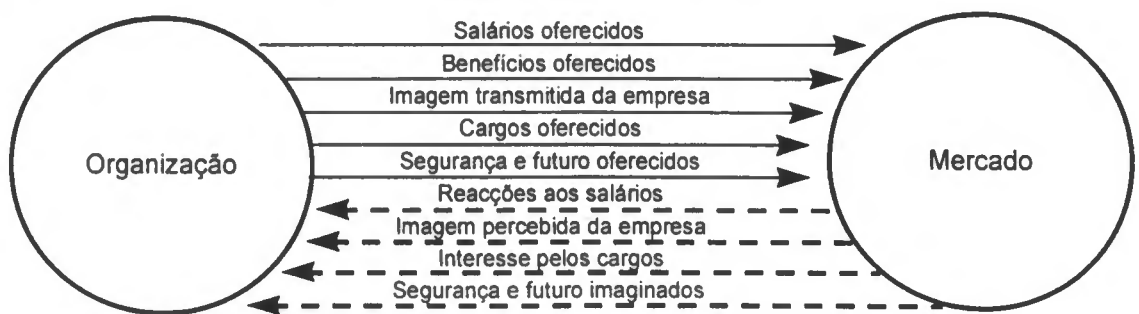 Salários oferecidos
Benefícios oferecidos
Imagem transmitida da empresa
Cargos oferecidos
Segurança e futuro oferecidos
Reacções aos salários
Imagem percebida da empresa
Interesse pelos cargos
Segurança e futuro imaginados
Organização
Mercado